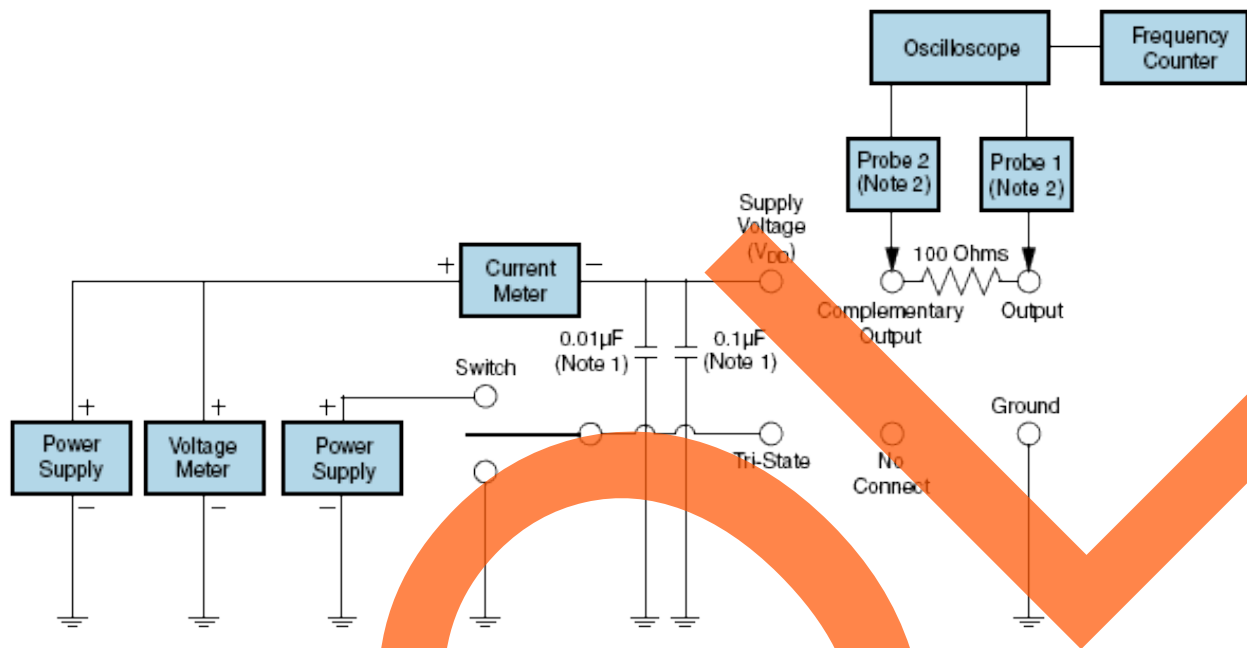 Oscilloscope
Frequency
Counter
Probe 2
(Note 2)
Probe 1
(Note 2)
Supply
Voltage
(VDD)
100 Ohms
+
Current
Meter
−
Complementary
Output
Output
0.01µF
(Note 1)
0.1µF
(Note 1)
Switch
Ground
+
Power
Supply
−
+
Voltage
Meter
−
+
Power
Supply
−
Tri-State
No
Connect